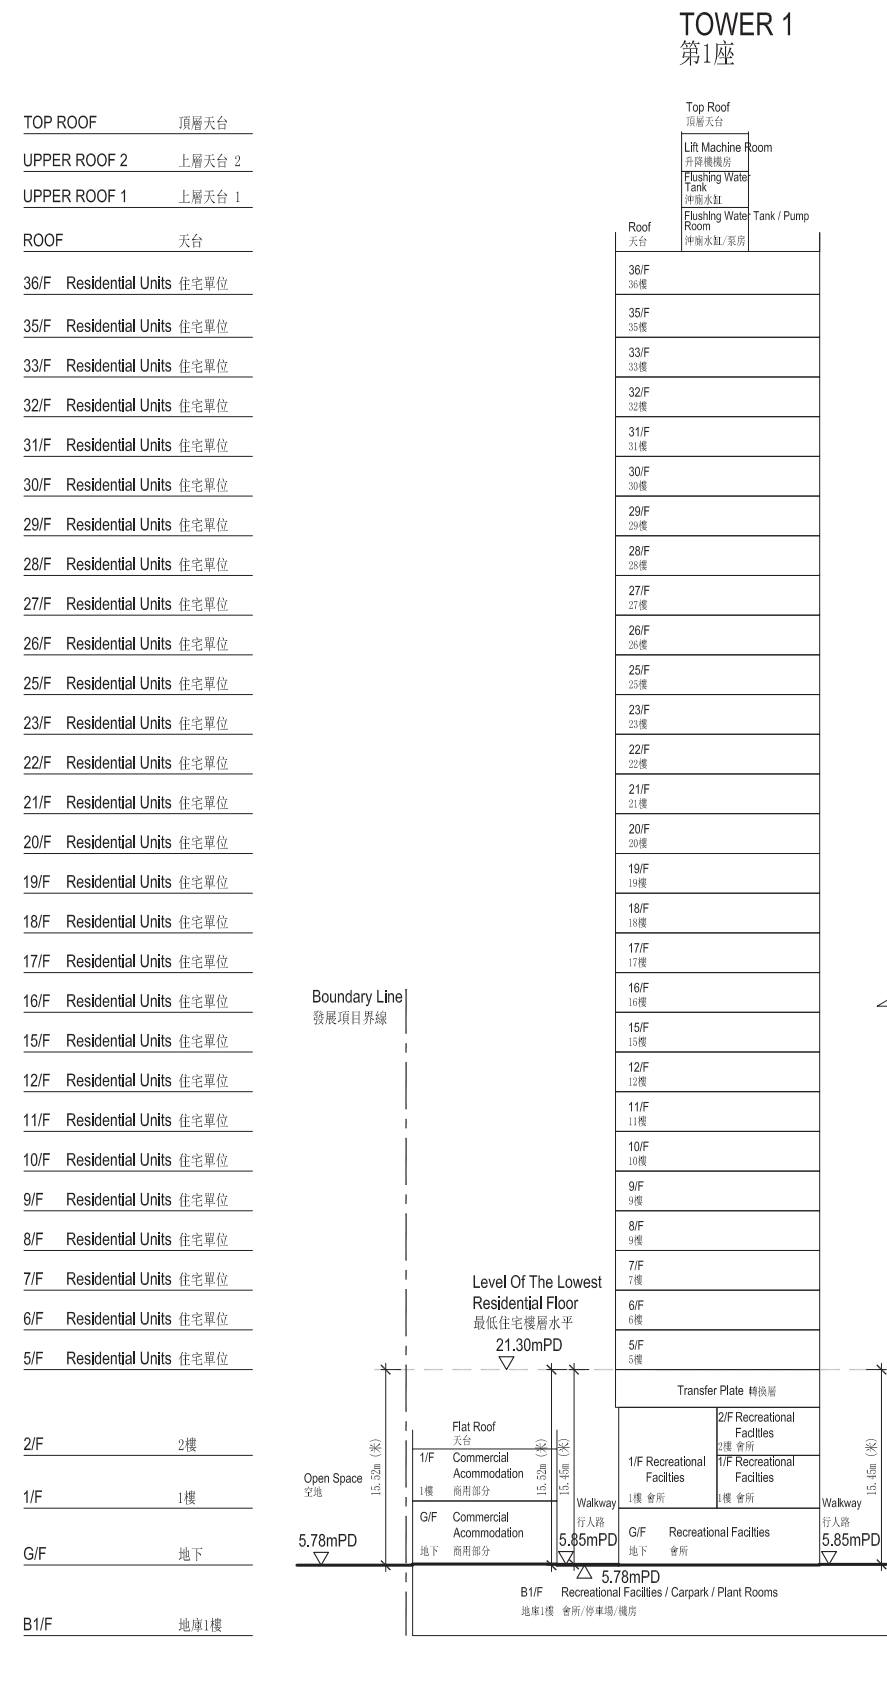 TOWER 1
第1座
TOP ROOF 頂層天台
UPPER ROOF 2 上層天台 2
UPPER ROOF 1 上層天台 1
ROOF 天台
36/F Residential Units 住宅單位
35/F Residential Units 住宅單位
33/F Residential Units 住宅單位
32/F Residential Units 住宅單位
31/F Residential Units 住宅單位
30/F Residential Units 住宅單位
29/F Residential Units 住宅單位
28/F Residential Units 住宅單位
27/F Residential Units 住宅單位
26/F Residential Units 住宅單位
25/F Residential Units 住宅單位
23/F Residential Units 住宅單位
22/F Residential Units 住宅單位
21/F Residential Units 住宅單位
20/F Residential Units 住宅單位
19/F Residential Units 住宅單位
18/F Residential Units 住宅單位
17/F Residential Units 住宅單位
16/F Residential Units 住宅單位
15/F Residential Units 住宅單位
12/F Residential Units 住宅單位
11/F Residential Units 住宅單位
10/F Residential Units 住宅單位
9/F Residential Units 住宅單位
8/F Residential Units 住宅單位
7/F Residential Units 住宅單位
6/F Residential Units 住宅單位
5/F Residential Units 住宅單位
2/F 2樓
1/F 1樓
G/F 地下
B1/F 地庫1樓
Boundary Line
發展項目界線
Level Of The Lowest
Residential Floor
最低住宅樓層水平
21.30mPD
Open Space
空地
5.78mPD
15.52m (米)
Flat Roof
天台
1/F Commercial
Acommodation
1樓 商用部分
G/F Commercial
Acommodation
地下 商用部分
15.52m (米)
15.45m (米)
Walkway
行人路
5.85mPD
5.78mPD
Top Roof
頂層天台
Lift Machine Room
升降機機房
Flushing Water
Tank
沖廁水缸
Flushing Water Tank / Pump
Room
沖廁水缸/泵房
Roof
天台
36/F
36樓
35/F
35樓
33/F
33樓
32/F
32樓
31/F
31樓
30/F
30樓
29/F
29樓
28/F
28樓
27/F
27樓
26/F
26樓
25/F
25樓
23/F
23樓
22/F
22樓
21/F
21樓
20/F
20樓
19/F
19樓
18/F
18樓
17/F
17樓
16/F
16樓
15/F
15樓
12/F
12樓
11/F
11樓
10/F
10樓
9/F
9樓
8/F
9樓
7/F
7樓
6/F
6樓
5/F
5樓
Transfer Plate 轉換層
2/F Recreational
Facilties
2樓 會所
1/F Recreational
Facilties
1樓 會所
1/F Recreational
Facilties
1樓 會所
G/F Recreational Facilties
地下 會所
Walkway
行人路
5.85mPD
15.45m (米)
B1/F Recreational Facilties / Carpark / Plant Rooms
地庫1樓 會所/停車場/機房